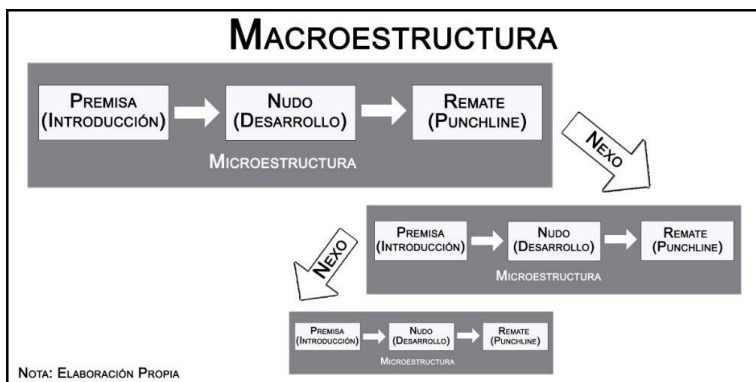 MACROESTRUCTURA
PREMISA
(INTRODUCCIÓN)
NUDO
(DESARROLLO)
REMATE
(PUNCHLINE)
MICROESTRUCTURA
NEXO
PREMISA
(INTRODUCCIÓN)
NUDO
(DESARROLLO)
REMATE
(PUNCHLINE)
MICROESTRUCTURA
NEXO
PREMISA
(INTRODUCCIÓN)
NUDO
(DESARROLLO)
REMATE
(PUNCHLINE)
MICROESTRUCTURA
NOTA: ELABORACIÓN PROPIA